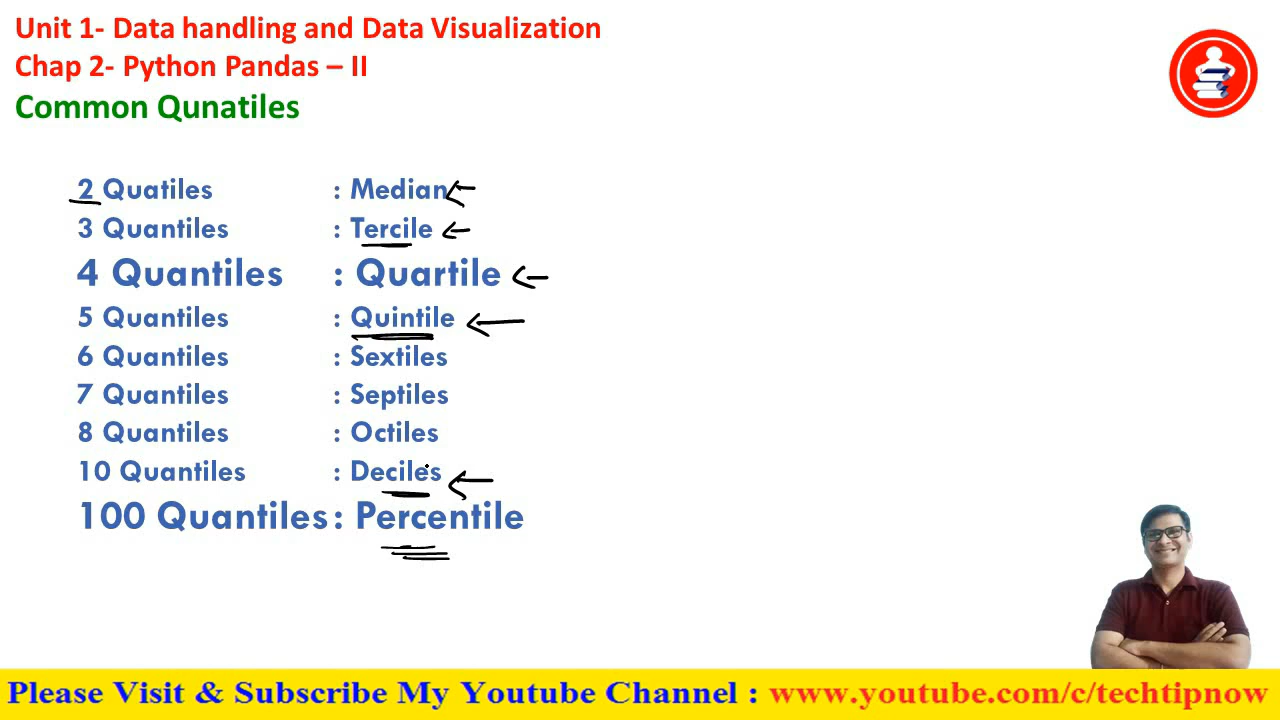 Unit 1- Data handling and Data Visualization
Chap 2- Python Pandas – II
Common Qunatiles
2 Quatiles : Median
3 Quantiles : Tercile
4 Quantiles : Quartile
5 Quantiles : Quintile
6 Quantiles : Sextiles
7 Quantiles : Septiles
8 Quantiles : Octiles
10 Quantiles : Deciles
100 Quantiles : Percentile
Please Visit & Subscribe My Youtube Channel : www.youtube.com/c/techtipnow